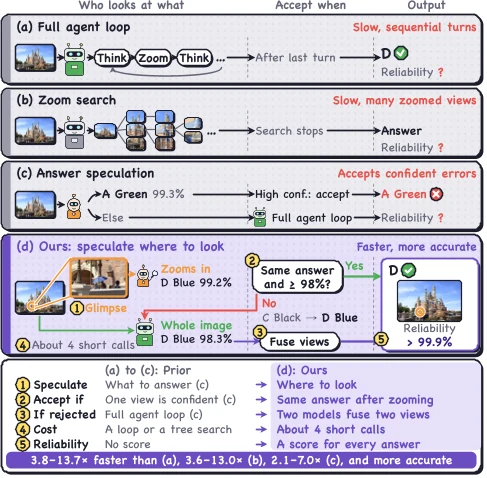 Who looks at what Accept when Output
(a) Full agent loop Slow, sequential turns
Think Zoom Think ... After last turn D
Reliability ?
(b) Zoom search Slow, many zoomed views
... Search stops Answer
Reliability ?
(c) Answer speculation Accepts confident errors
A Green 99.3% High conf.: accept A Green
Else Full agent loop Reliability ?
(d) Ours: speculate where to look Faster, more accurate
Zooms in
D Blue 99.2%
1 Glimpse
2 Same answer
and ≥ 98%?
Yes
No
C Black → D Blue
Whole image
D Blue 98.3%
4 About 4 short calls
3 Fuse views
5
D Blue
Reliability
> 99.9%
(a) to (c): Prior (d): Ours
1 Speculate What to answer (c) → Where to look
2 Accept if One view is confident (c) → Same answer after zooming
3 If rejected Full agent loop (c) → Two models fuse two views
4 Cost A loop or a tree search → About 4 short calls
5 Reliability No score → A score for every answer
3.8–13.7× faster than (a), 3.6–13.0× (b), 2.1–7.0× (c), and more accurate